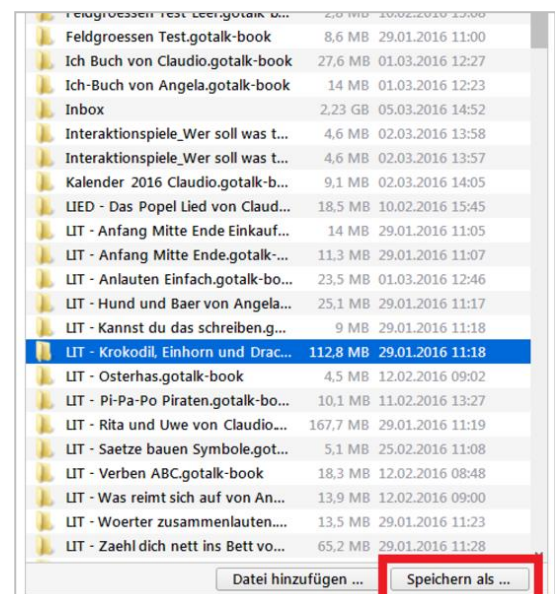 Feldgroessen Test Leer.gotalk-b... 2,8 MB 10.02.2016 15:08
Feldgroessen Test.gotalk-book 8,6 MB 29.01.2016 11:00
Ich Buch von Claudio.gotalk-book 27,6 MB 01.03.2016 12:27
Ich-Buch von Angela.gotalk-book 14 MB 01.03.2016 12:23
Inbox 2,23 GB 05.03.2016 14:52
Interaktionspiele_Wer soll was t... 4,6 MB 02.03.2016 13:58
Interaktionspiele_Wer soll was t... 4,6 MB 02.03.2016 13:57
Kalender 2016 Claudio.gotalk-b... 9,1 MB 02.03.2016 14:05
LIED - Das Popel Lied von Claud... 18,5 MB 10.02.2016 15:45
LIT - Anfang Mitte Ende Einkauf... 14 MB 29.01.2016 11:05
LIT - Anfang Mitte Ende.gotalk-... 11,3 MB 29.01.2016 11:07
LIT - Anlauten Einfach.gotalk-bo... 23,5 MB 01.03.2016 12:46
LIT - Hund und Baer von Angela... 25,1 MB 29.01.2016 11:17
LIT - Kannst du das schreiben.g... 9 MB 29.01.2016 11:18
LIT - Krokodil, Einhorn und Drac... 112,8 MB 29.01.2016 11:18
LIT - Osterhas.gotalk-book 4,5 MB 12.02.2016 09:02
LIT - Pi-Pa-Po Piraten.gotalk-bo... 10,1 MB 11.02.2016 13:27
LIT - Rita und Uwe von Claudio.... 167,7 MB 29.01.2016 11:19
LIT - Saetze bauen Symbole.got... 5,1 MB 25.02.2016 11:08
LIT - Verben ABC.gotalk-book 18,3 MB 12.02.2016 08:48
LIT - Was reimt sich auf von An... 13,9 MB 12.02.2016 09:00
LIT - Woerter zusammenlauten.... 13,5 MB 29.01.2016 11:23
LIT - Zaehl dich nett ins Bett vo... 65,2 MB 29.01.2016 11:28
Datei hinzufügen ... Speichern als ...